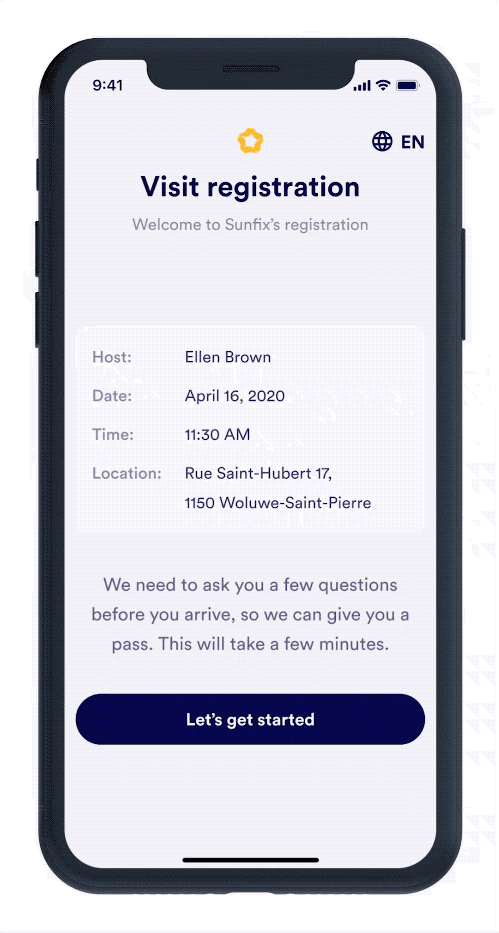 9:41
EN
Visit registration
Welcome to Sunfix's registration
Host: Ellen Brown
Date: April 16, 2020
Time: 11:30 AM
Location: Rue Saint-Hubert 17,
1150 Woluwe-Saint-Pierre
We need to ask you a few questions
before you arrive, so we can give you a
pass. This will take a few minutes.
Let's get started